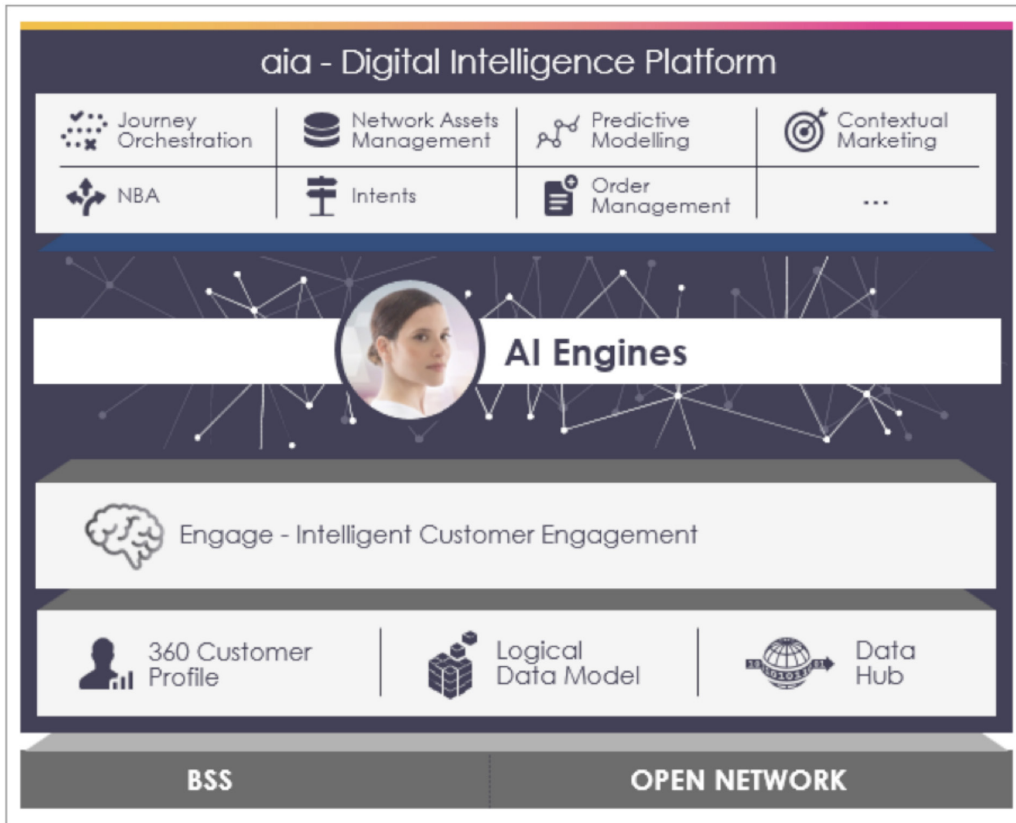 aia - Digital Intelligence Platform
Journey
Orchestration
Network Assets
Management
Predictive
Modelling
Contextual
Marketing
NBA
Intents
Order
Management
...
AI Engines
Engage - Intelligent Customer Engagement
360 Customer
Profile
Logical
Data Model
Data
Hub
BSS
OPEN NETWORK